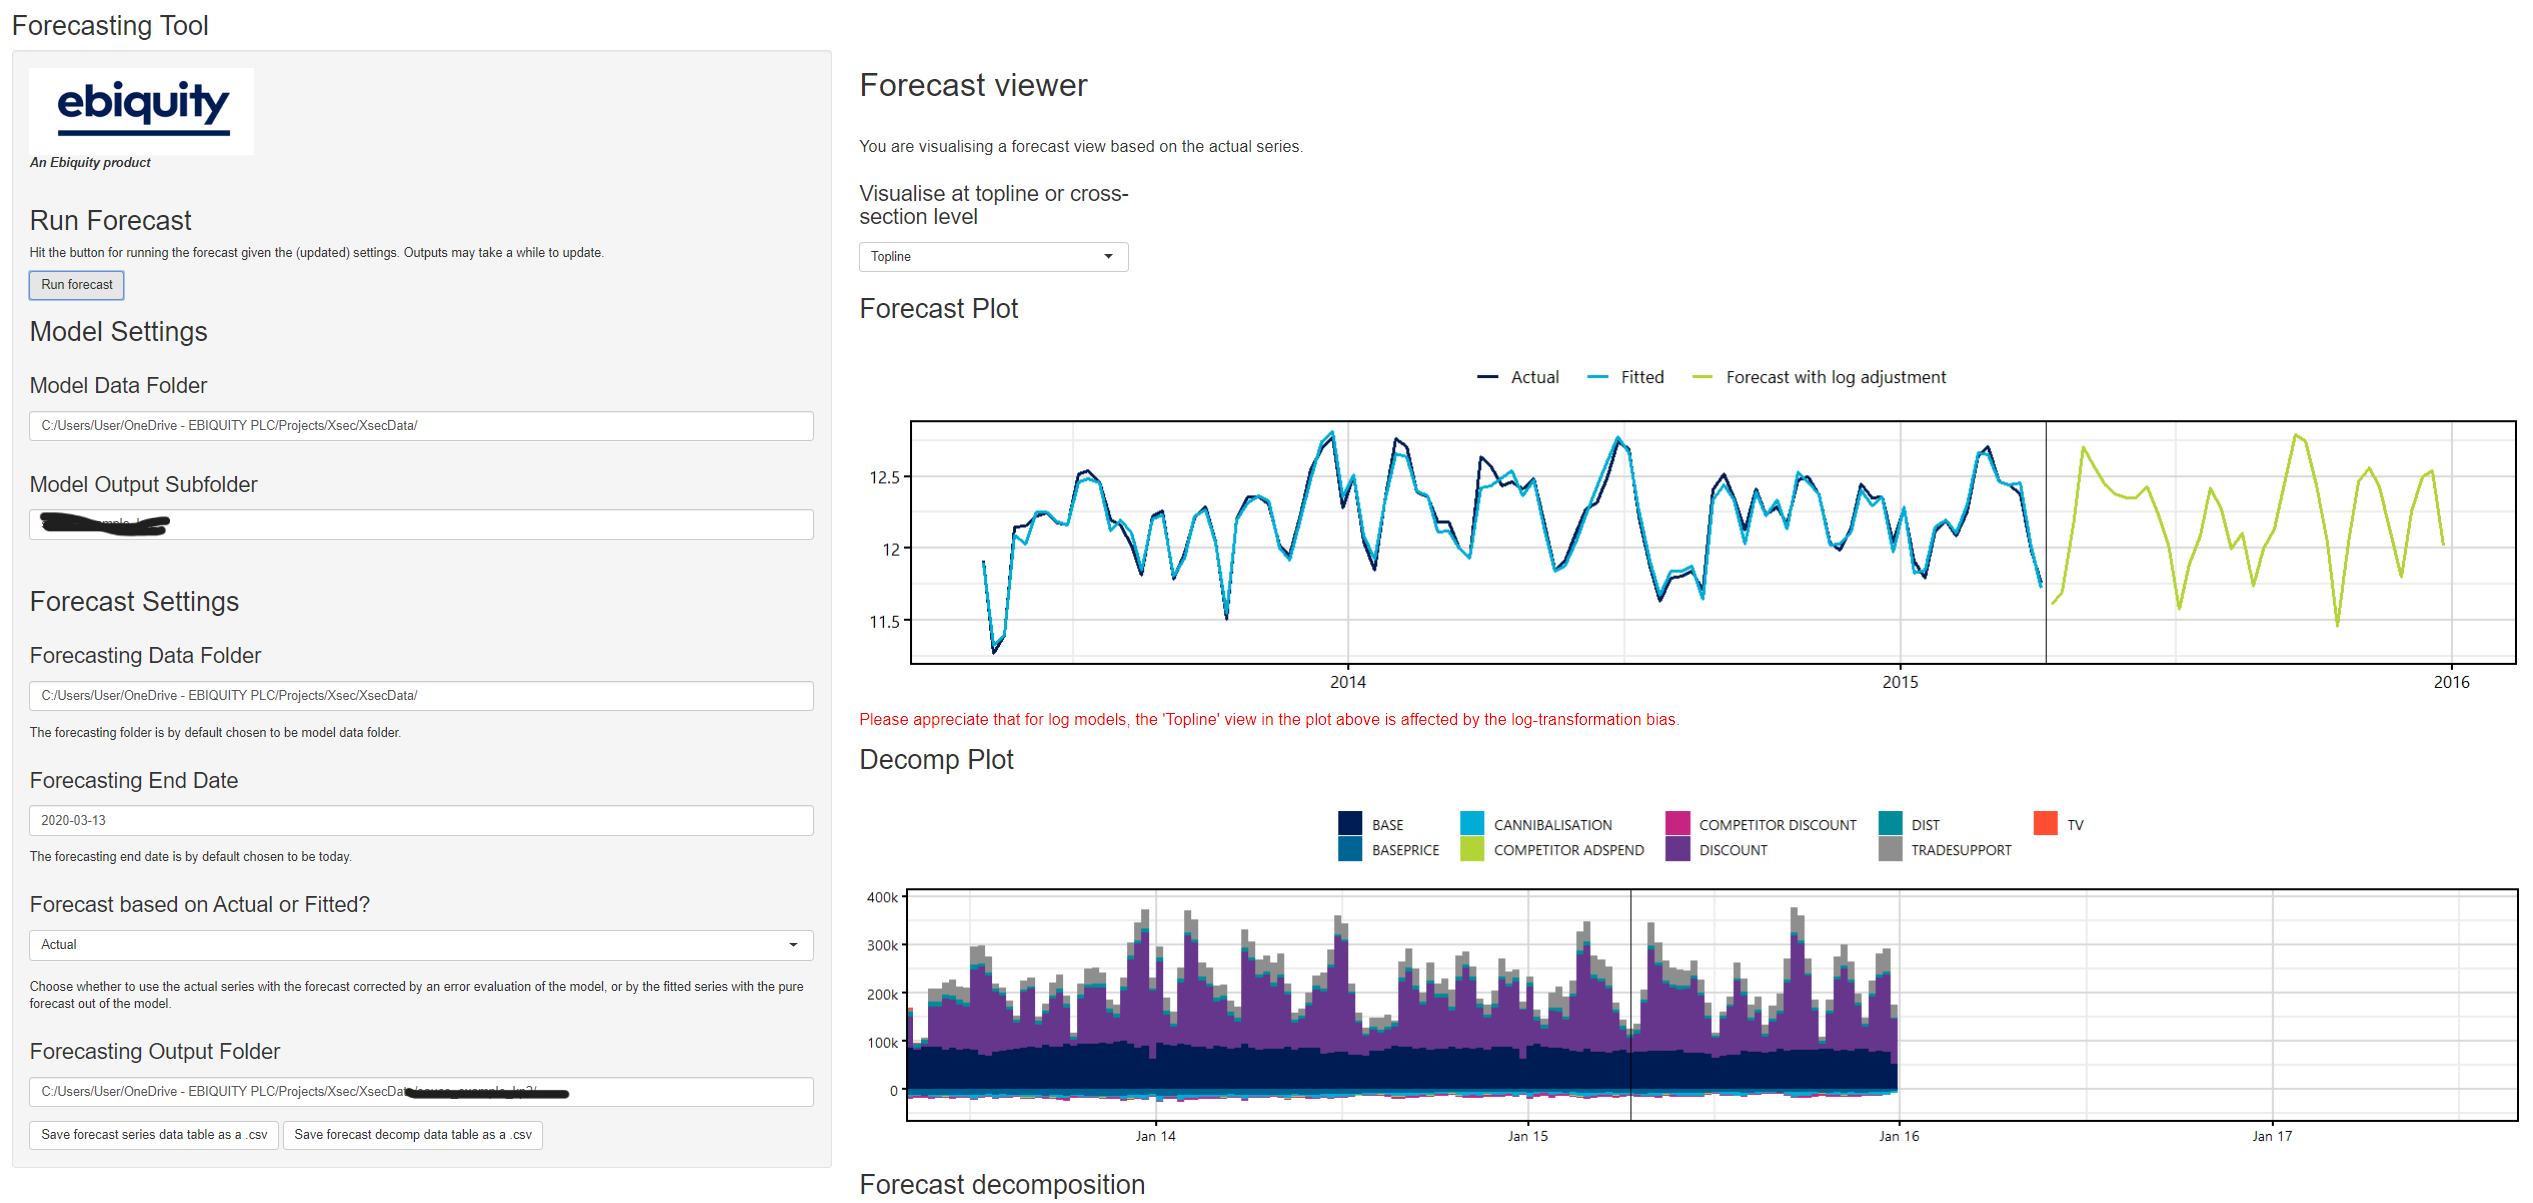 Forecasting Tool
ebiquity
An Ebiquity product
Run Forecast
Hit the button for running the forecast given the (updated) settings. Outputs may take a while to update.
Run forecast
Model Settings
Model Data Folder
C:/Users/User/OneDrive - EBIQUITY PLC/Projects/Xsec/XsecData/
Model Output Subfolder
Forecast Settings
Forecasting Data Folder
C:/Users/User/OneDrive - EBIQUITY PLC/Projects/Xsec/XsecData/
The forecasting folder is by default chosen to be model data folder.
Forecasting End Date
2020-03-13
The forecasting end date is by default chosen to be today.
Forecast based on Actual or Fitted?
Actual
Choose whether to use the actual series with the forecast corrected by an error evaluation of the model, or by the fitted series with the pure
forecast out of the model.
Forecasting Output Folder
C:/Users/User/OneDrive - EBIQUITY PLC/Projects/Xsec/XsecData
Save forecast series data table as a .csv
Save forecast decomp data table as a .csv
Forecast viewer
You are visualising a forecast view based on the actual series.
Visualise at topline or cross-
section level
Topline
Forecast Plot
Actual Fitted Forecast with log adjustment
12.5
12
11.5
2014 2015 2016
Please appreciate that for log models, the 'Topline' view in the plot above is affected by the log-transformation bias.
Decomp Plot
BASE CANNIBALISATION COMPETITOR DISCOUNT DIST TV
BASEPRICE COMPETITOR ADSPEND DISCOUNT TRADESUPPORT
400k
300k
200k
100k
0
Jan 14 Jan 15 Jan 16 Jan 17
Forecast decomposition